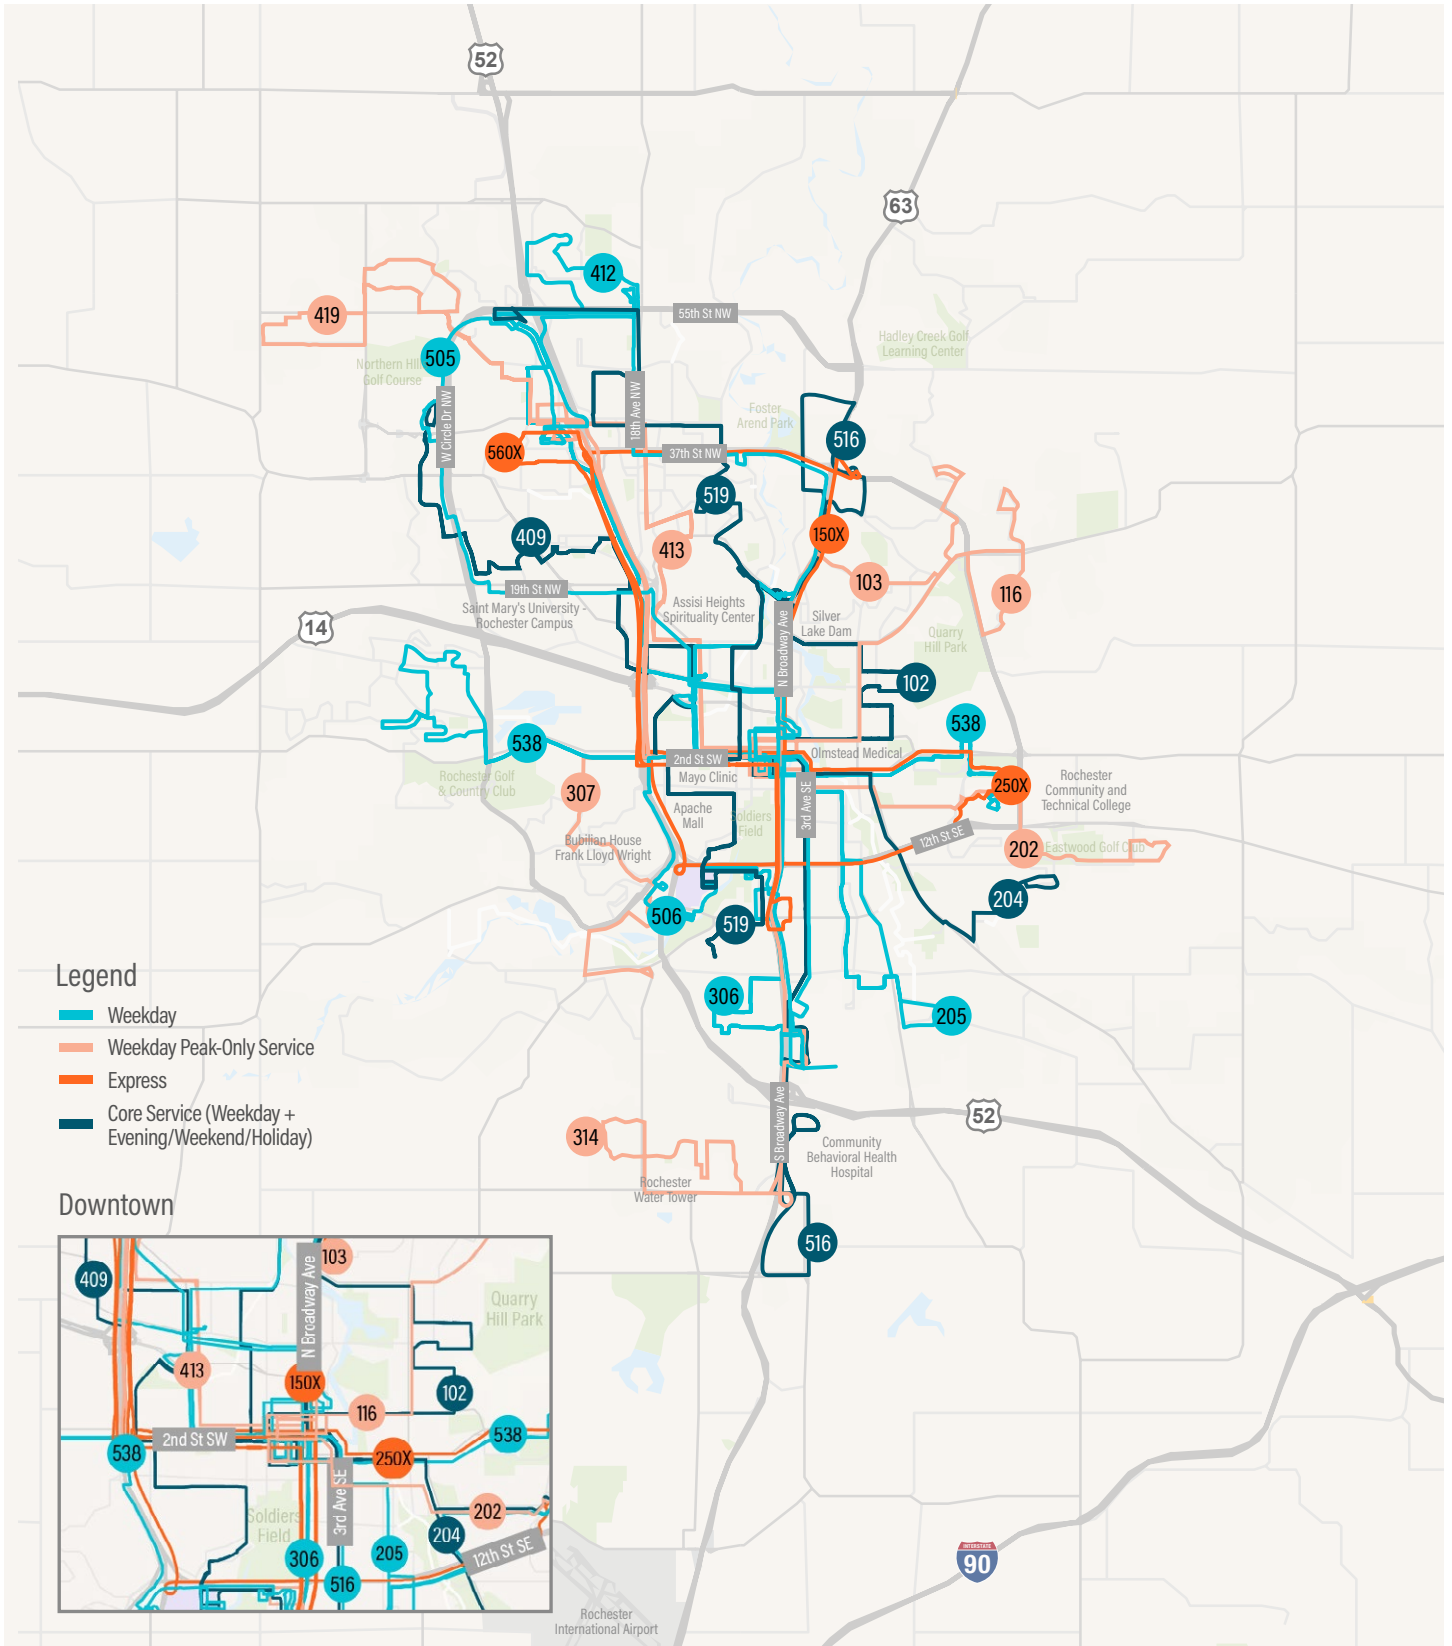 52
63
412
419
55th St NW
Hadley Creek Golf
Learning Center
505
Northern Hil
Golf Course
W Circle Dr NW
18th Ave NW
Foster
Arend Park
516
560X
37th St NW
519
409
150X
413
103
116
19th St NW
Saint Mary's University -
Rochester Campus
Assisi Heights
Spirituality Center
N Broadway Ave
Silver
Lake Dam
14
Quarry
Hill Park
102
538
538
2nd St SW
Olmstead Medical
Mayo Clinic
Rochester Golf
& Country Club
307
250X
Rochester
Community and
Technical College
Apache
Mall
Soldiers
Field
3rd Ave SE
12th St SE
Bubilian House
Frank Lloyd Wright
202
Eastwood Golf Club
204
506
519
306
205
Legend
Weekday
Weekday Peak-Only Service
Express
Core Service (Weekday +
Evening/Weekend/Holiday)
S Broadway Ave
52
314
Community
Behavioral Health
Hospital
Rochester
Water Tower
516
Downtown
103
409
N Broadway Ave
Quarry
Hill Park
413
150X
102
116
538
2nd St SW
538
250X
3rd Ave SE
202
Soldiers
Field
204
306
205
12th St SE
516
INTERSTATE
90
Rochester
International Airport